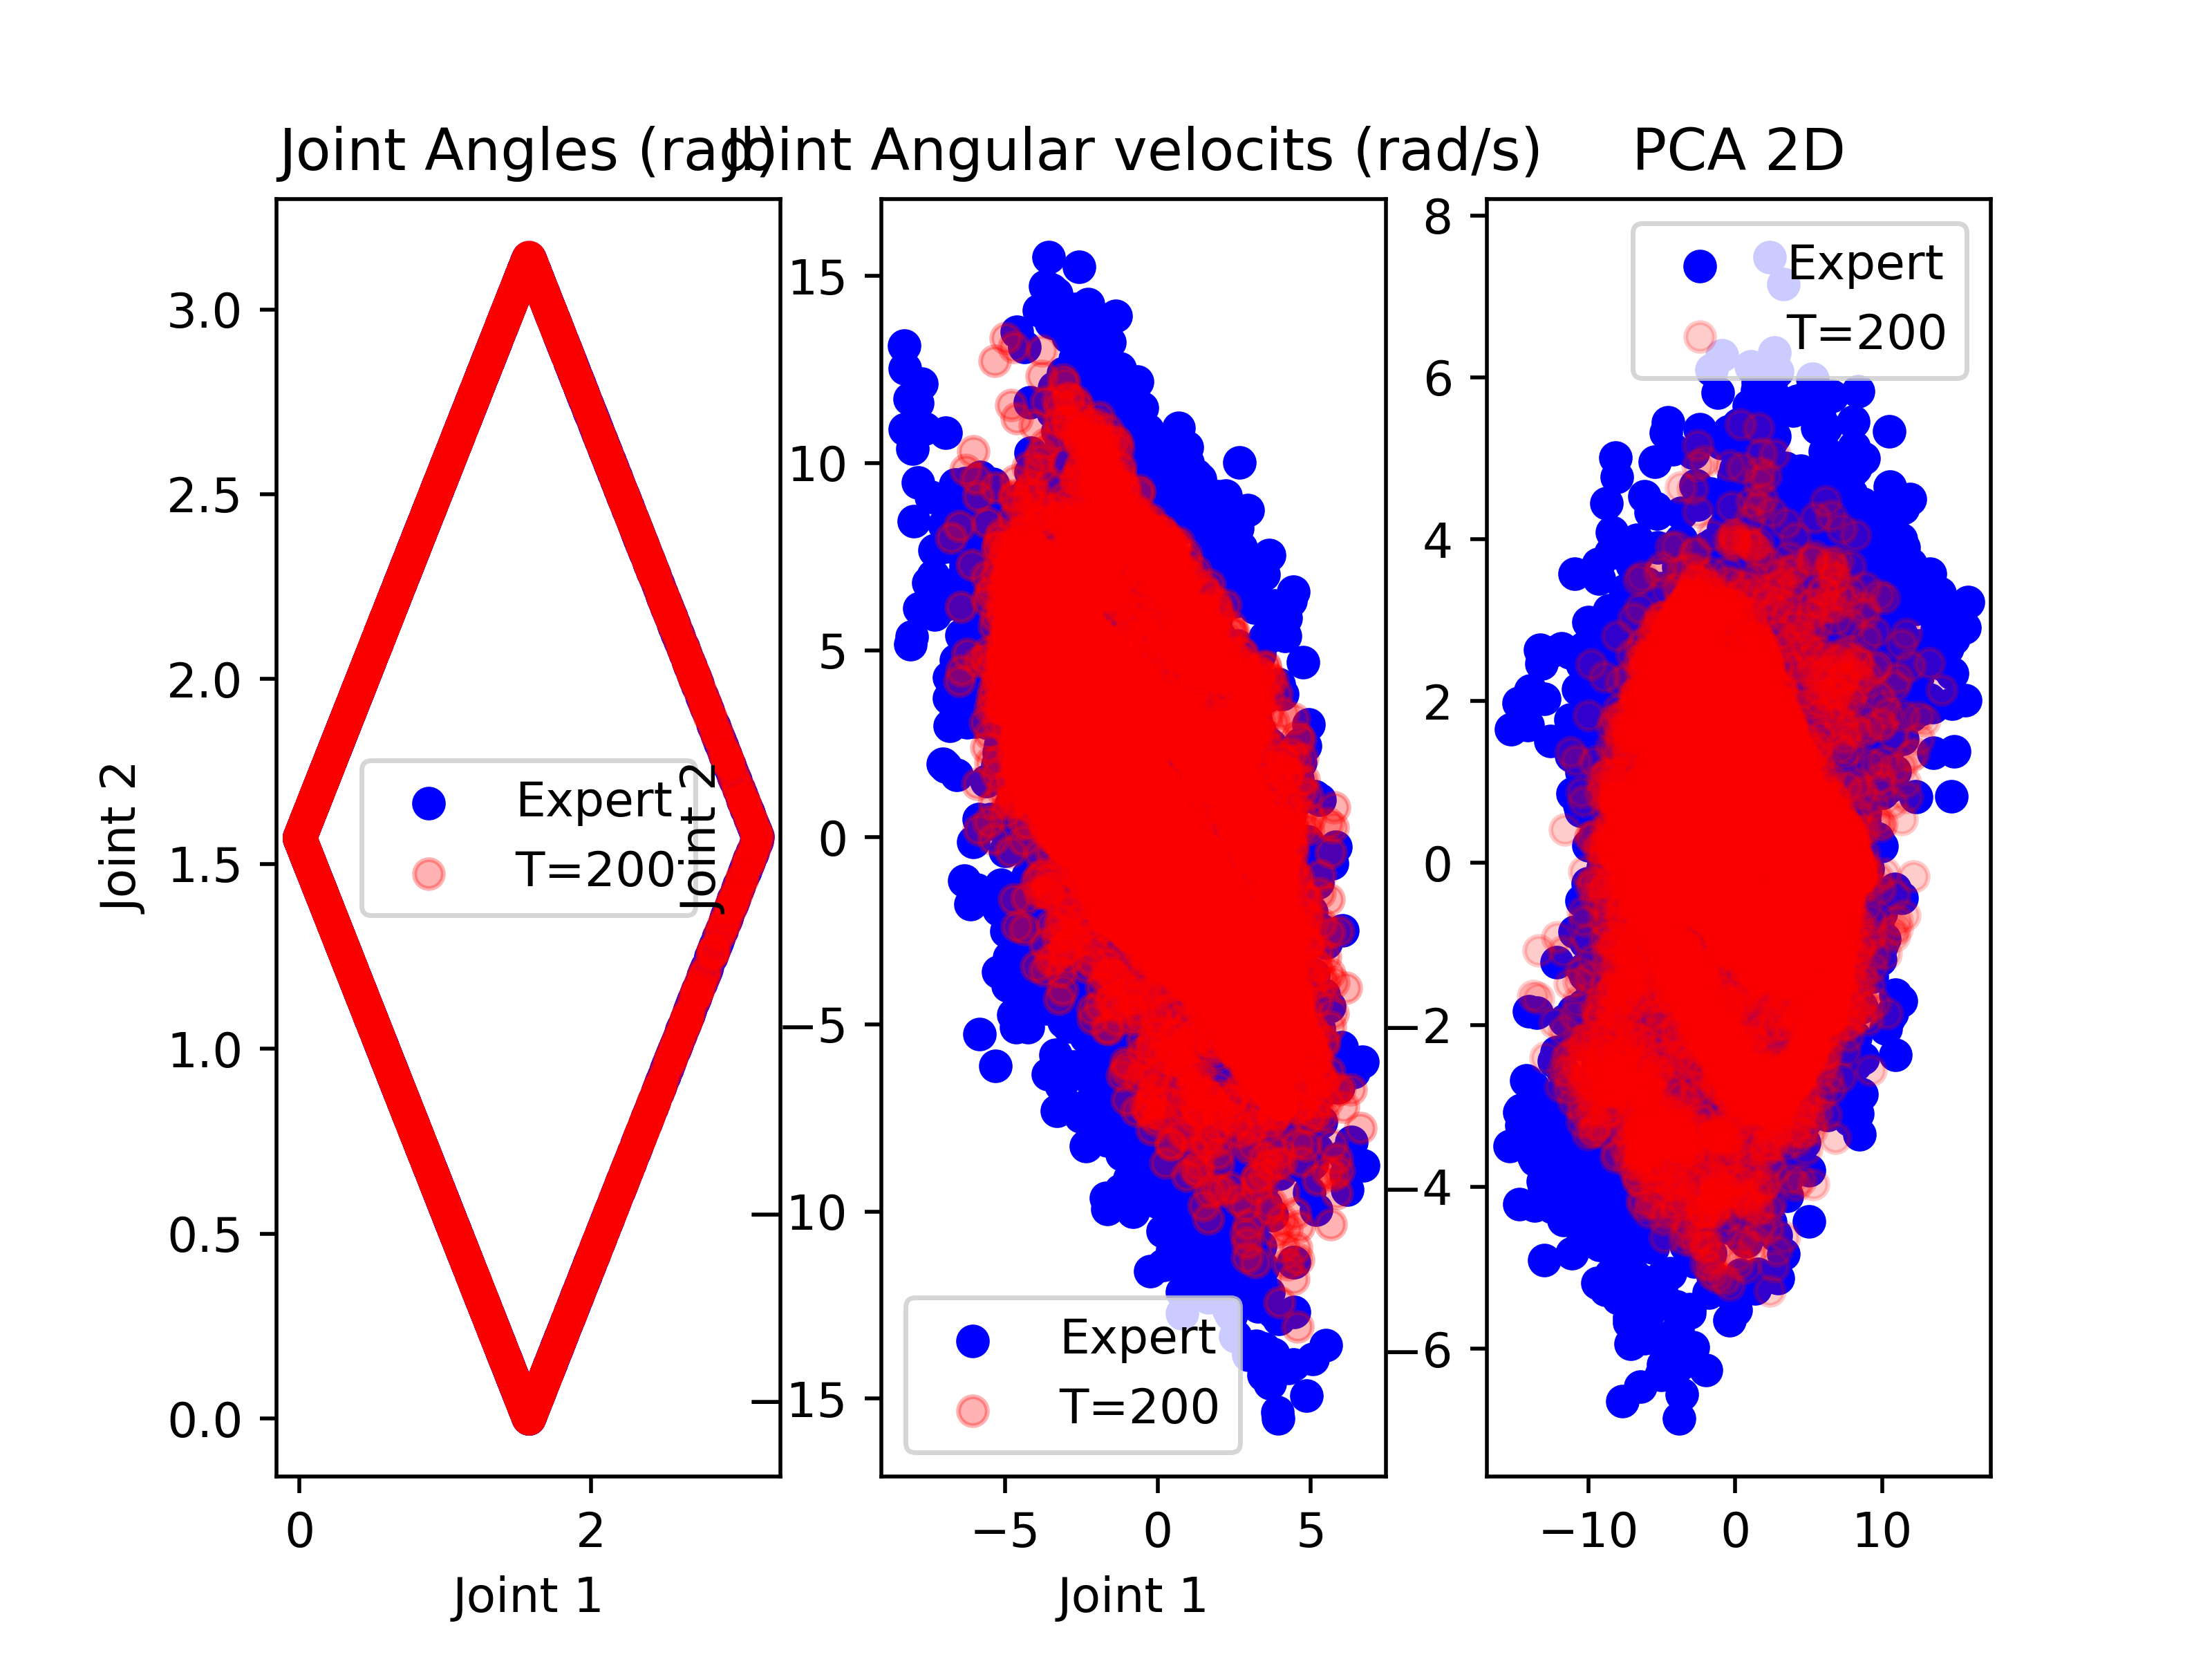 Joint Angles (rad)
Joint Angular velocits (rad/s)
PCA 2D
3.0
2.5
2.0
1.5
1.0
0.5
0.0
Joint 2
Expert
T=200
0
2
Joint 1
15
10
5
0
−5
−10
−15
Joint 2
Expert
T=200
−5
0
5
Joint 1
8
6
4
2
0
−2
−4
−6
Expert
T=200
−10
0
10